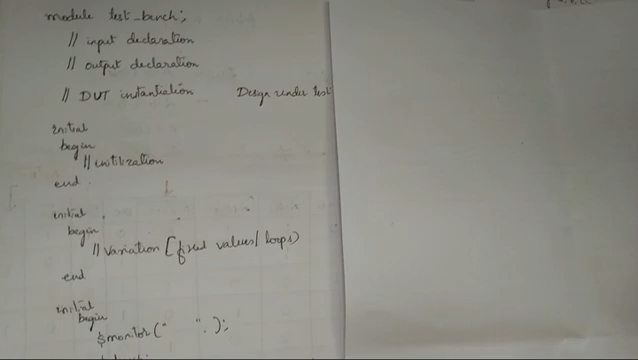 module test_bench;
// input declaration
// output declaration
// DUT instantiation Design under test
initial
begin
// initilization
end
initial
begin
// Variation [fixed values/ loops)
end
initial
begin
$monitor(" ",);